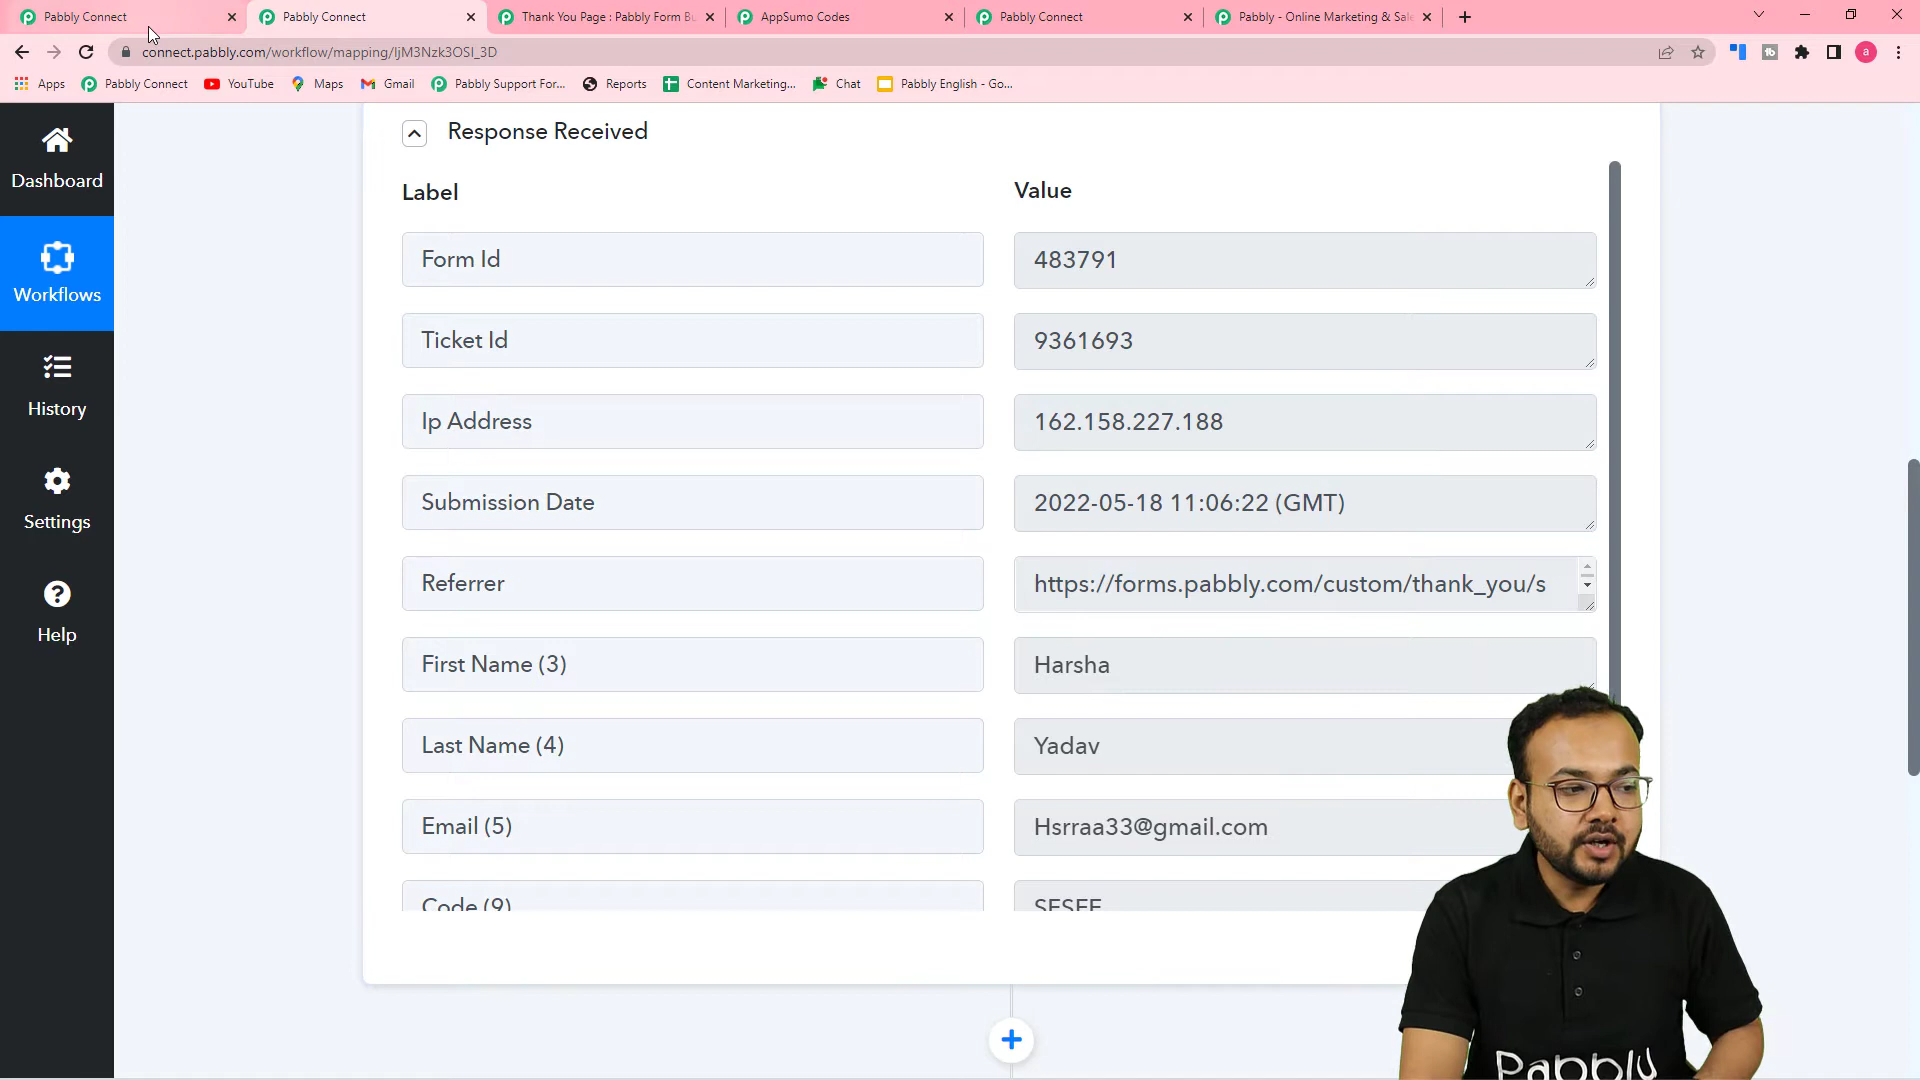 Pabbly Connect
Pabbly Connect
Thank You Page : Pabbly Form Bu
AppSumo Codes
Pabbly Connect
Pabbly - Online Marketing & Sale
connect.pabbly.com/workflow/mapping/IjM3Nzk3OSI_3D
a
Apps
Pabbly Connect
YouTube
Maps
Gmail
Pabbly Support For...
Reports
Content Marketing...
Chat
Pabbly English - Go...
Dashboard
Workflows
History
Settings
Help
Response Received
Label
Value
Form Id
483791
Ticket Id
9361693
Ip Address
162.158.227.188
Submission Date
2022-05-18 11:06:22 (GMT)
Referrer
https://forms.pabbly.com/custom/thank_you/s
First Name (3)
Harsha
Last Name (4)
Yadav
Email (5)
Hsrraa33@gmail.com
Code (9)
SESEE
Pabbly